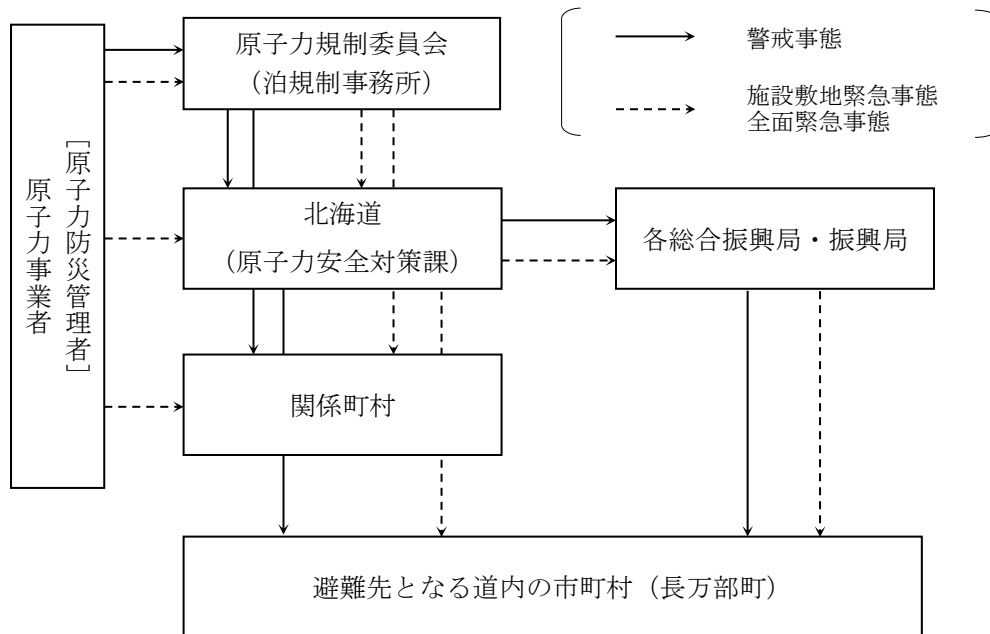 原子力規制委員会
（泊規制事務所）
警戒事態
施設敷地緊急事態
全面緊急事態
［原子力防災管理者］
原子力事業者
北海道
（原子力安全対策課）
各総合振興局・振興局
関係町村
避難先となる道内の市町村（長万部町）